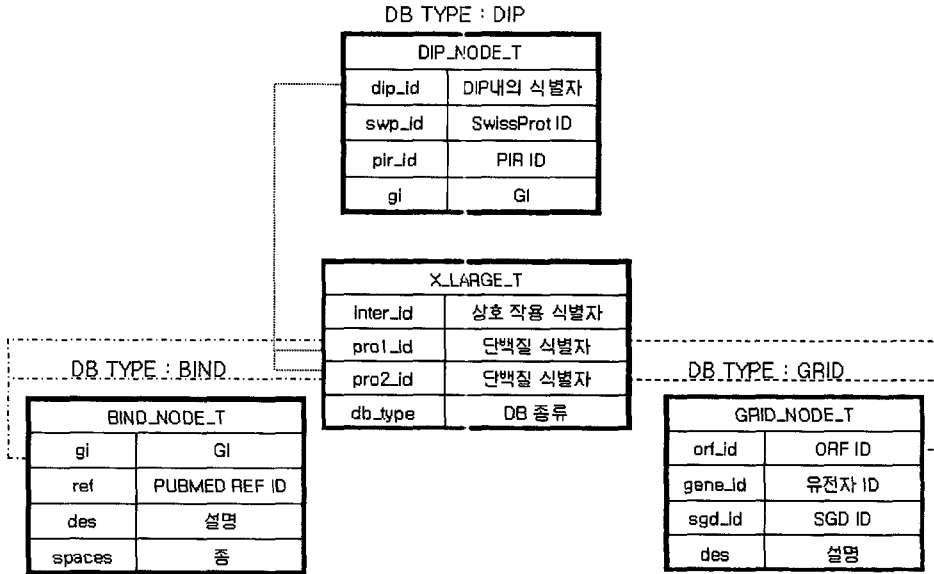 DB TYPE : DIP
DIP_NODE_T
dip_id DIP내의 식별자
swp_id SwissProt ID
pir_id PIR ID
gi GI
X_LARGE_T
inter_id 상호 작용 식별자
pro1_id 단백질 식별자
pro2_id 단백질 식별자
db_type DB 종류
DB TYPE : BIND
BIND_NODE_T
gi GI
ref PUBMED REF ID
des 설명
spaces 종
DB TYPE : GRID
GRID_NODE_T
orf_id ORF ID
gene_id 유전자 ID
sgd_id SGD ID
des 설명